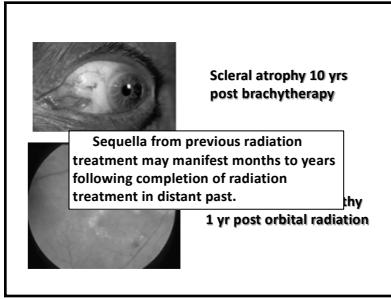 Scleral atrophy 10 yrs
post brachytherapy
Sequella from previous radiation
treatment may manifest months to years
following completion of radiation
treatment in distant past.
1 yr post orbital radiation